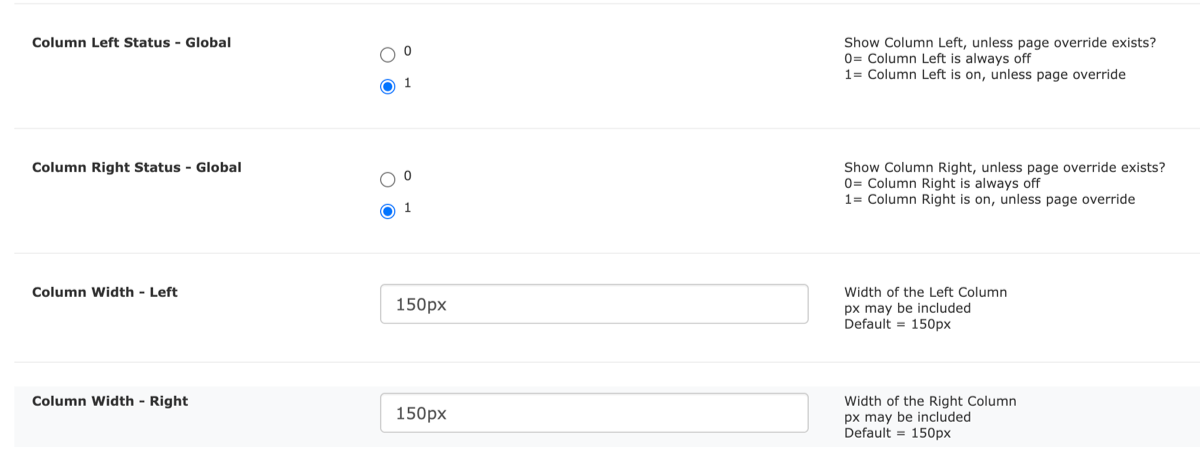 Column Left Status - Global
0
1
Show Column Left, unless page override exists?
0= Column Left is always off
1= Column Left is on, unless page override
Column Right Status - Global
0
1
Show Column Right, unless page override exists?
0= Column Right is always off
1= Column Right is on, unless page override
Column Width - Left
150px
Width of the Left Column
px may be included
Default = 150px
Column Width - Right
150px
Width of the Right Column
px may be included
Default = 150px